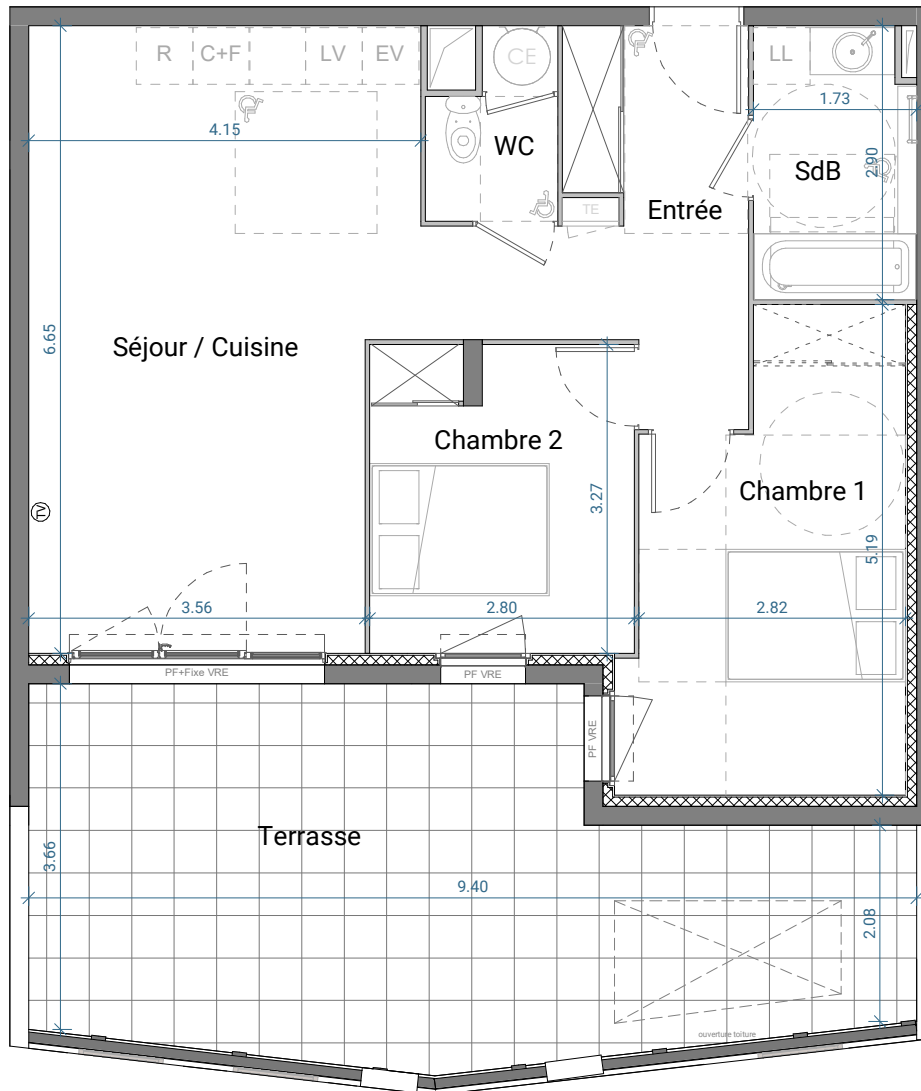 R
C+F
LV
EV
CE
LL
1.73
4.15
WC
SdB
2.90
TE
Entrée
6.65
Séjour / Cuisine
Chambre 2
3.27
Chambre 1
TV
5.19
3.56
2.80
2.82
PF+Fixe VRE
PF VRE
PF VRE
Terrasse
3.66
9.40
2.08
ouverture toiture